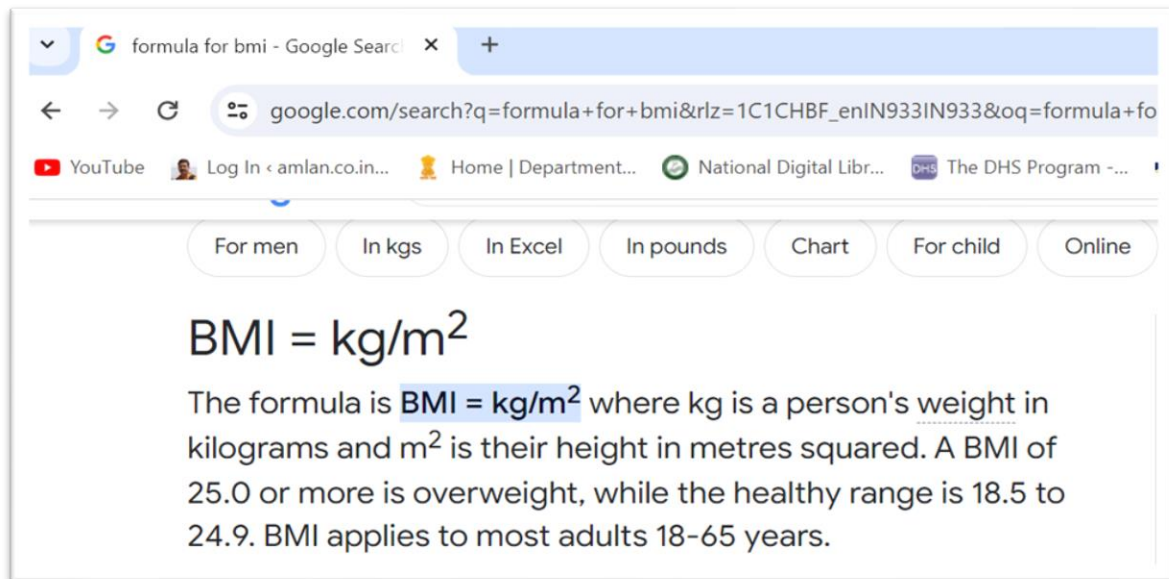 formula for bmi - Google Searc
google.com/search?q=formula+for+bmi&rlz=1C1CHBF_enIN933IN933&oq=formula+fo
YouTube Log In ‹ amlan.co.in... Home | Department... National Digital Libr... DHS The DHS Program -...
For men In kgs In Excel In pounds Chart For child Online
BMI = kg/m²
The formula is BMI = kg/m² where kg is a person's weight in
kilograms and m² is their height in metres squared. A BMI of
25.0 or more is overweight, while the healthy range is 18.5 to
24.9. BMI applies to most adults 18-65 years.